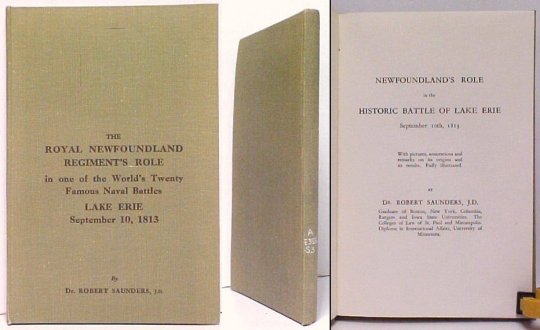 THE
ROYAL NEWFOUNDLAND
REGIMENT'S ROLE
in one of the World's Twenty
Famous Naval Battles
LAKE ERIE
September 10, 1813
By
DR. ROBERT SAUNDERS, J.D.
A
S3
NEWFOUNDLAND'S ROLE
in the
HISTORIC BATTLE OF LAKE ERIE
September 10th, 1813
With pictures, annotations and
remarks on its origins and
its results. Fully illustrated.
BY
DR. ROBERT SAUNDERS, J.D.
Graduate of Boston, New York, Columbia,
Rutgers and Iowa State Universities. The
Colleges of Law of St. Paul and Minneapolis.
Diploma in International Affairs, University of
Minnesota.